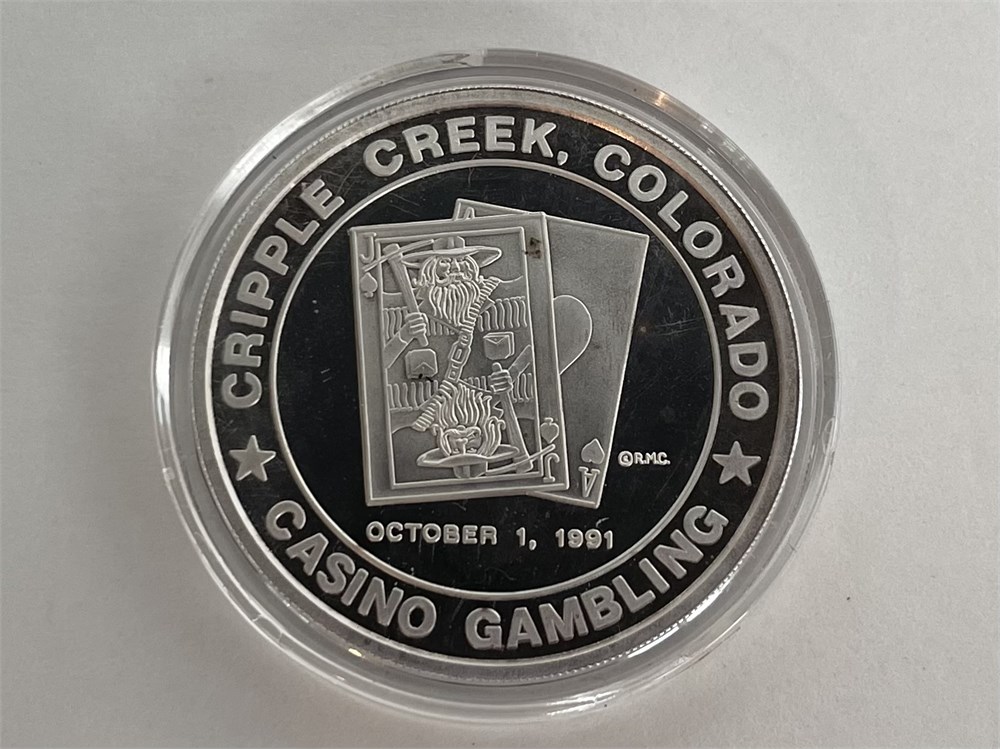 CRIPPLE CREEK, COLORADO
J
A
J
A
©R.M.C.
OCTOBER 1, 1991
CASINO GAMBLING